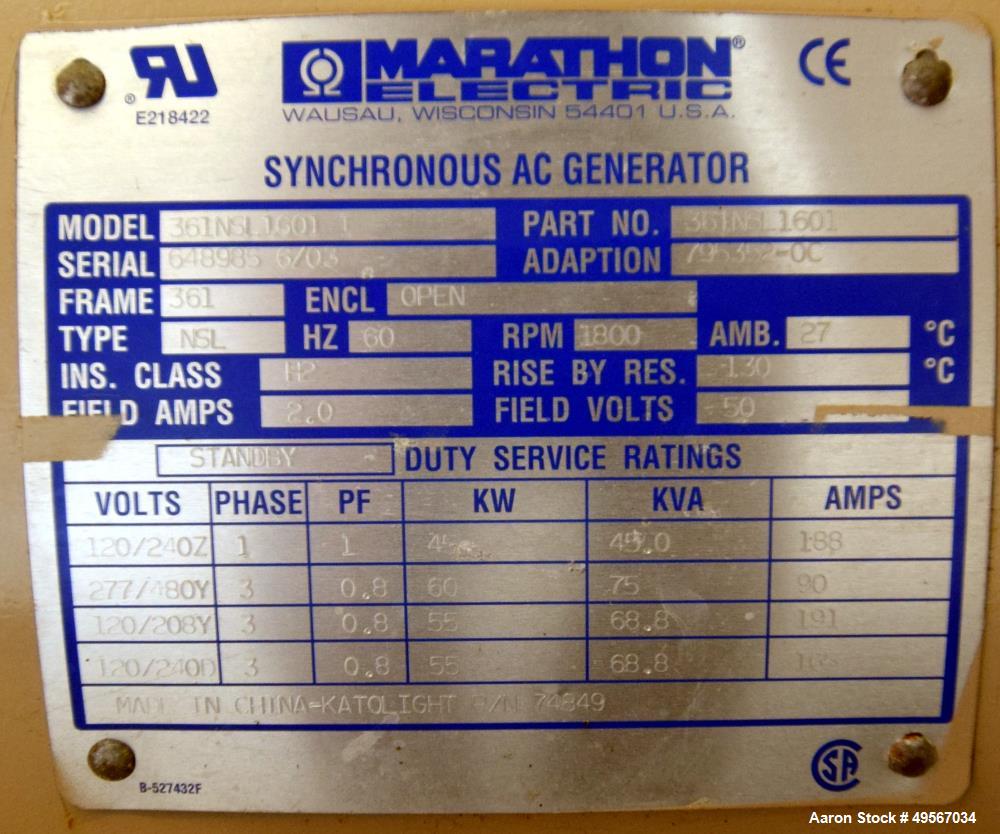 E218422
MARATHON®
ELECTRIC
WAUSAU, WISCONSIN 54401 U.S.A.
CE
SYNCHRONOUS AC GENERATOR
MODEL 361NSL1601 PART NO. 361NSL1601
SERIAL 648985 6/03 ADAPTION 795352-0C
FRAME 361 ENCL OPEN
TYPE NSL HZ 60 RPM 1800 AMB. 27 °C
INS. CLASS H2 RISE BY RES. 130 °C
FIELD AMPS 2.0 FIELD VOLTS 50
STANDBY DUTY SERVICE RATINGS
VOLTS PHASE PF KW KVA AMPS
120/240Z 1 1 45.0 188
277/480Y 3 0.8 60 75 90
120/208Y 3 0.8 55 68.8 191
120/240D 3 0.8 55 68.8
MADE IN CHINA-KATOLIGHT P/N 74849
B-527432F
Aaron Stock # 49567034